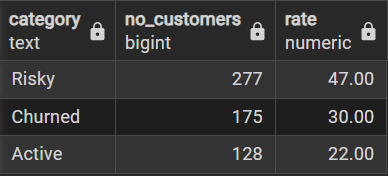 category no_customers rate
text bigint numeric
Risky 277 47.00
Churned 175 30.00
Active 128 22.00